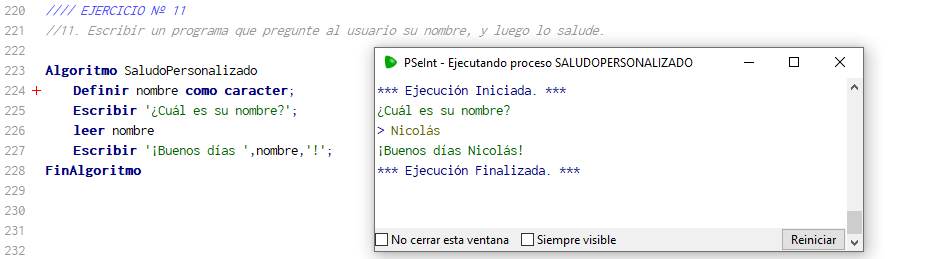 220 //// EJERCICIO Nº 11
221 //11. Escribir un programa que pregunte al usuario su nombre, y luego lo salude.
222
223 Algoritmo SaludoPersonalizado
224 + Definir nombre como caracter;
225 Escribir '¿Cuál es su nombre?';
226 leer nombre
227 Escribir '¡Buenos días ',nombre,'!';
228 FinAlgoritmo
229
230
231
232
PSeInt - Ejecutando proceso SALUDOPERSONALIZADO
*** Ejecución Iniciada. ***
¿Cuál es su nombre?
> Nicolás
¡Buenos días Nicolás!
*** Ejecución Finalizada. ***
No cerrar esta ventana Siempre visible Reiniciar